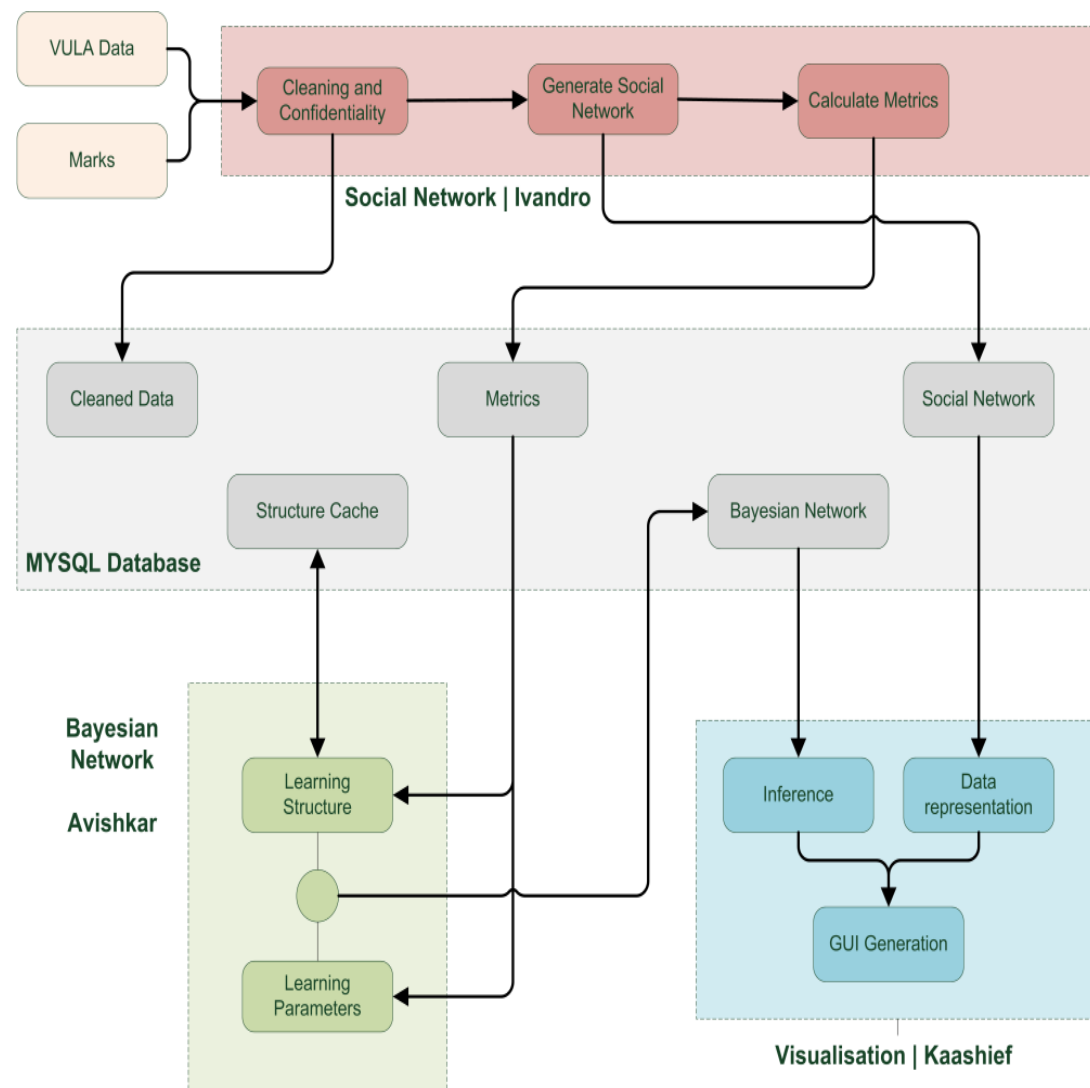 VULA Data
Marks
Cleaning and
Confidentiality
Generate Social
Network
Calculate Metrics
Social Network | Ivandro
Cleaned Data
Metrics
Social Network
Structure Cache
Bayesian Network
MYSQL Database
Bayesian
Network
Avishkar
Learning
Structure
Learning
Parameters
Inference
Data
representation
GUI Generation
Visualisation | Kaashief